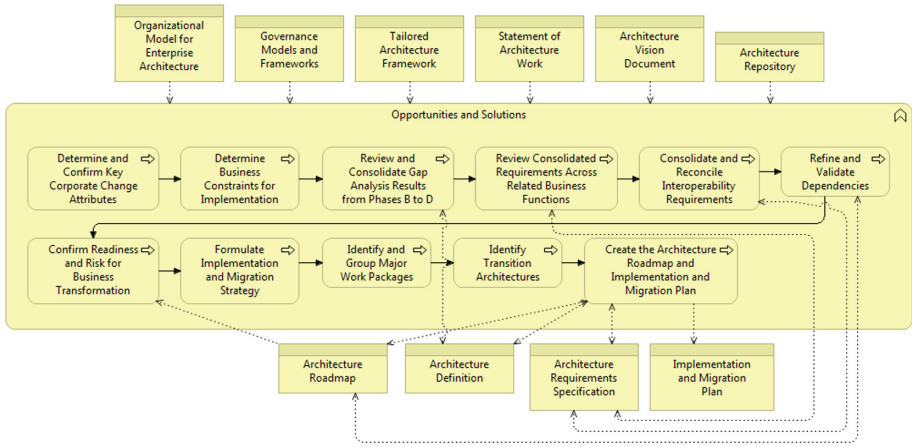 Organizational
Model for
Enterprise
Architecture
Governance
Models and
Frameworks
Tailored
Architecture
Framework
Statement of
Architecture
Work
Architecture
Vision
Document
Architecture
Repository
Opportunities and Solutions
Determine and
Confirm Key
Corporate Change
Attributes
Determine
Business
Constraints for
Implementation
Review and
Consolidate Gap
Analysis Results
from Phases B to D
Review Consolidated
Requirements Across
Related Business
Functions
Consolidate and
Reconcile
Interoperability
Requirements
Refine and
Validate
Dependencies
Confirm Readiness
and Risk for
Business
Transformation
Formulate
Implementation
and Migration
Strategy
Identify and
Group Major
Work Packages
Identify
Transition
Architectures
Create the Architecture
Roadmap and
Implementation and
Migration Plan
Architecture
Roadmap
Architecture
Definition
Architecture
Requirements
Specification
Implementation
and Migration
Plan